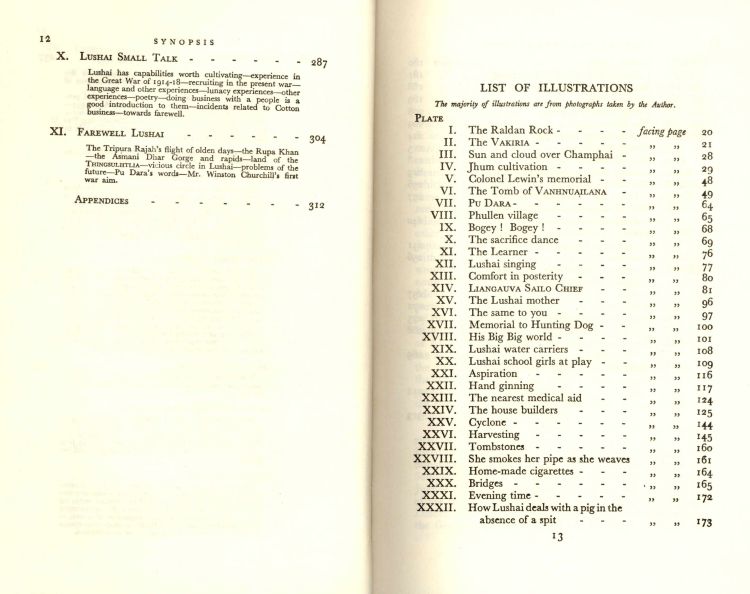 12
SYNOPSIS
X. LUSHAI SMALL TALK - - - - - - 287
Lushai has capabilities worth cultivating—experience in
the Great War of 1914-18—recruiting in the present war—
language and other experiences—lunacy experiences—other
experiences—poetry—doing business with a people is a
good introduction to them—incidents related to Cotton
business—towards farewell.
XI. FAREWELL LUSHAI - - - - - - 304
The Tripura Rajah's flight of olden days—the Rupa Khan
—the Asmani Dhar Gorge and rapids—land of the
THINGSULHTLIA—vicious circle in Lushai—problems of the
future—Pu Dara's words—Mr. Winston Churchill's first
war aim.
APPENDICES - - - - - - - 312
LIST OF ILLUSTRATIONS
The majority of illustrations are from photographs taken by the Author.
PLATE
I. The Raldan Rock - - - - facing page 20
II. The VAKIRIA - - - - - „ „ 21
III. Sun and cloud over Champhai - - „ „ 28
IV. Jhum cultivation - - - - „ „ 29
V. Colonel Lewin's memorial - - - „ „ 48
VI. The Tomb of VANHNUAILANA - - „ „ 49
VII. PU DARA - - - - - - „ „ 64
VIII. Phullen village - - - - „ „ 65
IX. Bogey! Bogey! - - - - „ „ 68
X. The sacrifice dance - - - - „ „ 69
XI. The Learner - - - - - „ „ 76
XII. Lushai singing - - - - „ „ 77
XIII. Comfort in posterity - - - „ „ 80
XIV. LIANGAUVA SAILO CHIEF - - - „ „ 81
XV. The Lushai mother - - - - „ „ 96
XVI. The same to you - - - - „ „ 97
XVII. Memorial to Hunting Dog - - „ „ 100
XVIII. His Big Big world - - - - „ „ 101
XIX. Lushai water carriers - - - „ „ 108
XX. Lushai school girls at play - - „ „ 109
XXI. Aspiration - - - - - „ „ 116
XXII. Hand ginning - - - - „ „ 117
XXIII. The nearest medical aid - - - „ „ 124
XXIV. The house builders - - - - „ „ 125
XXV. Cyclone - - - - - - „ „ 144
XXVI. Harvesting - - - - - „ „ 145
XXVII. Tombstones - - - - - „ „ 160
XXVIII. She smokes her pipe as she weaves „ „ 161
XXIX. Home-made cigarettes - - - „ „ 164
XXX. Bridges - - - - - - „ „ 165
XXXI. Evening time - - - - - „ „ 172
XXXII. How Lushai deals with a pig in the
absence of a spit - - - „ „ 173
13